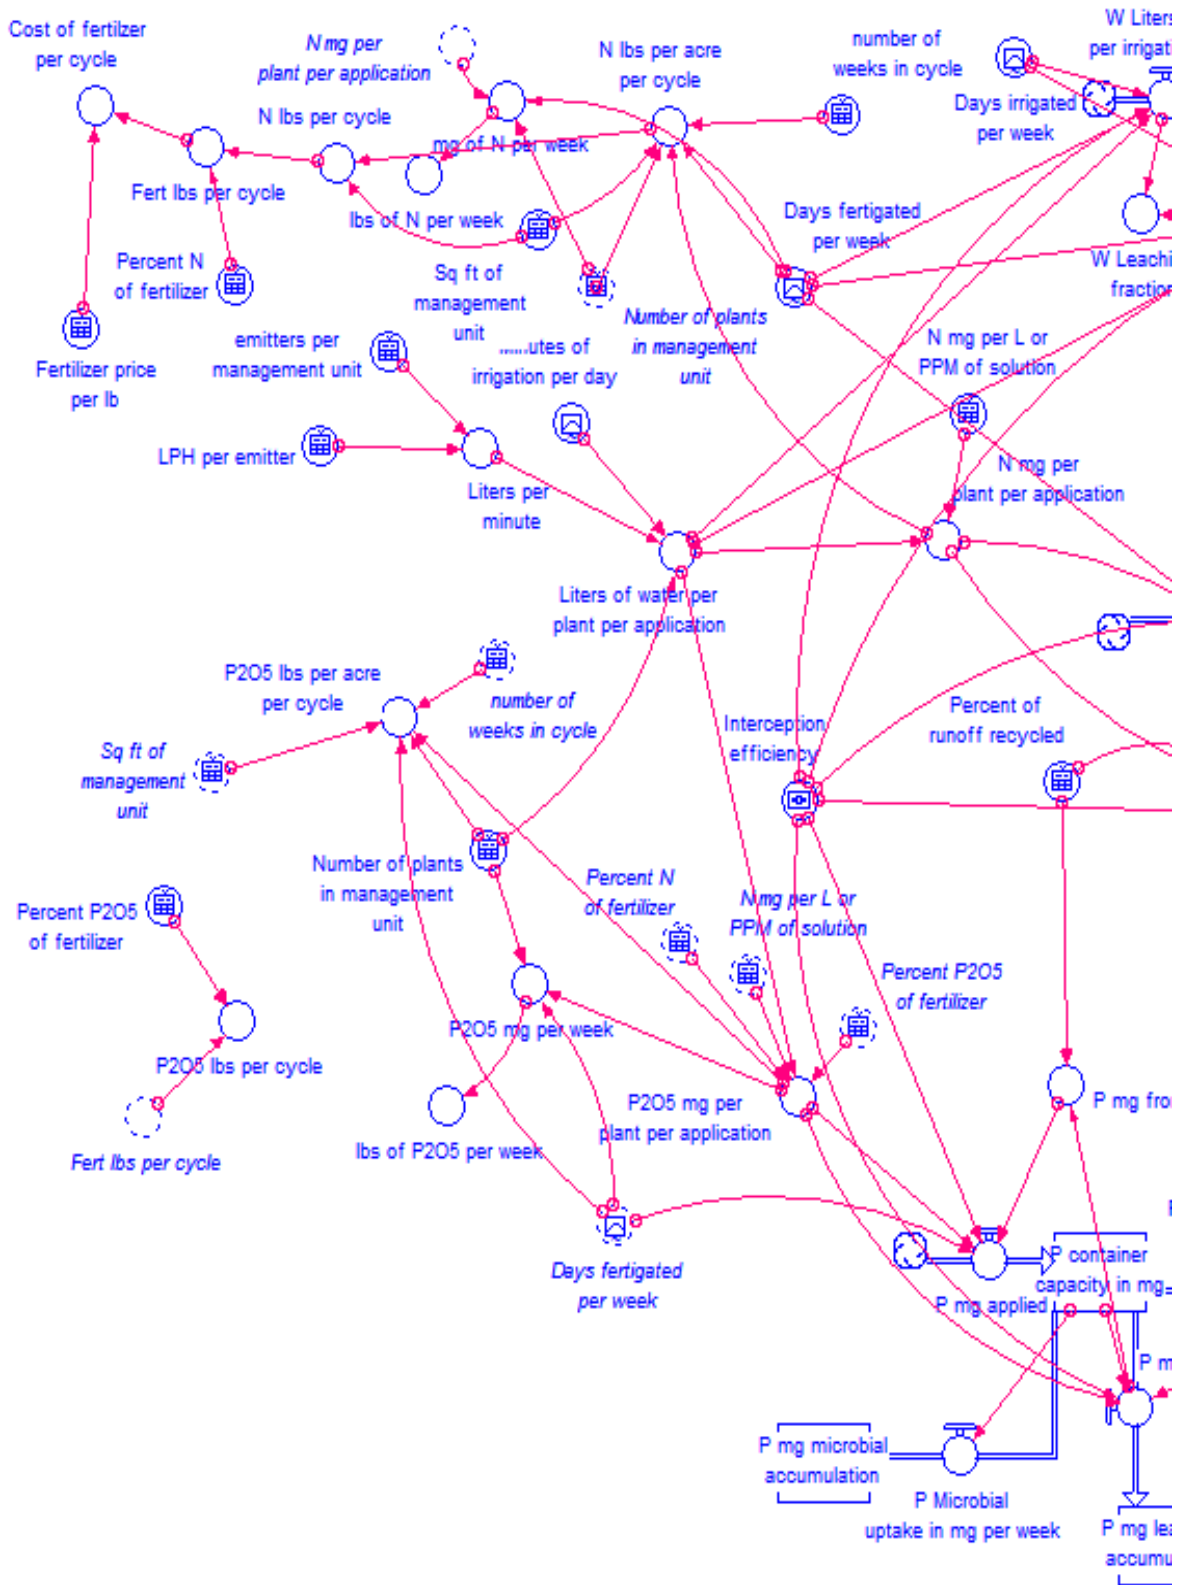 Cost of fertilzer
per cycle
N mg per
plant per application
N lbs per acre
per cycle
number of
weeks in cycle
W Liters
per irrigati
Days irrigated
per week
N lbs per cycle
mg of N per week
Fert lbs per cycle
lbs of N per week
Days fertigated
per week
Percent N
of fertilizer
Sq ft of
management
unit
W Leachi
fraction
Number of plants
in management
unit
emitters per
management unit
utes of
irrigation per day
N mg per L or
PPM of solution
Fertilizer price
per lb
LPH per emitter
Liters per
minute
N mg per
plant per application
Liters of water per
plant per application
P2O5 lbs per acre
per cycle
number of
weeks in cycle
Interception
efficiency
Percent of
runoff recycled
Sq ft of
management
unit
Number of plants
in management
unit
Percent N
of fertilizer
N mg per L or
PPM of solution
Percent P2O5
of fertilizer
Percent P2O5
of fertilizer
P2O5 mg per week
P2O5 lbs per cycle
P2O5 mg per
plant per application
P mg fro
lbs of P2O5 per week
Fert lbs per cycle
Days fertigated
per week
P container
capacity in mg
P mg applied
P m
P mg microbial
accumulation
P Microbial
uptake in mg per week
P mg lea
accumu